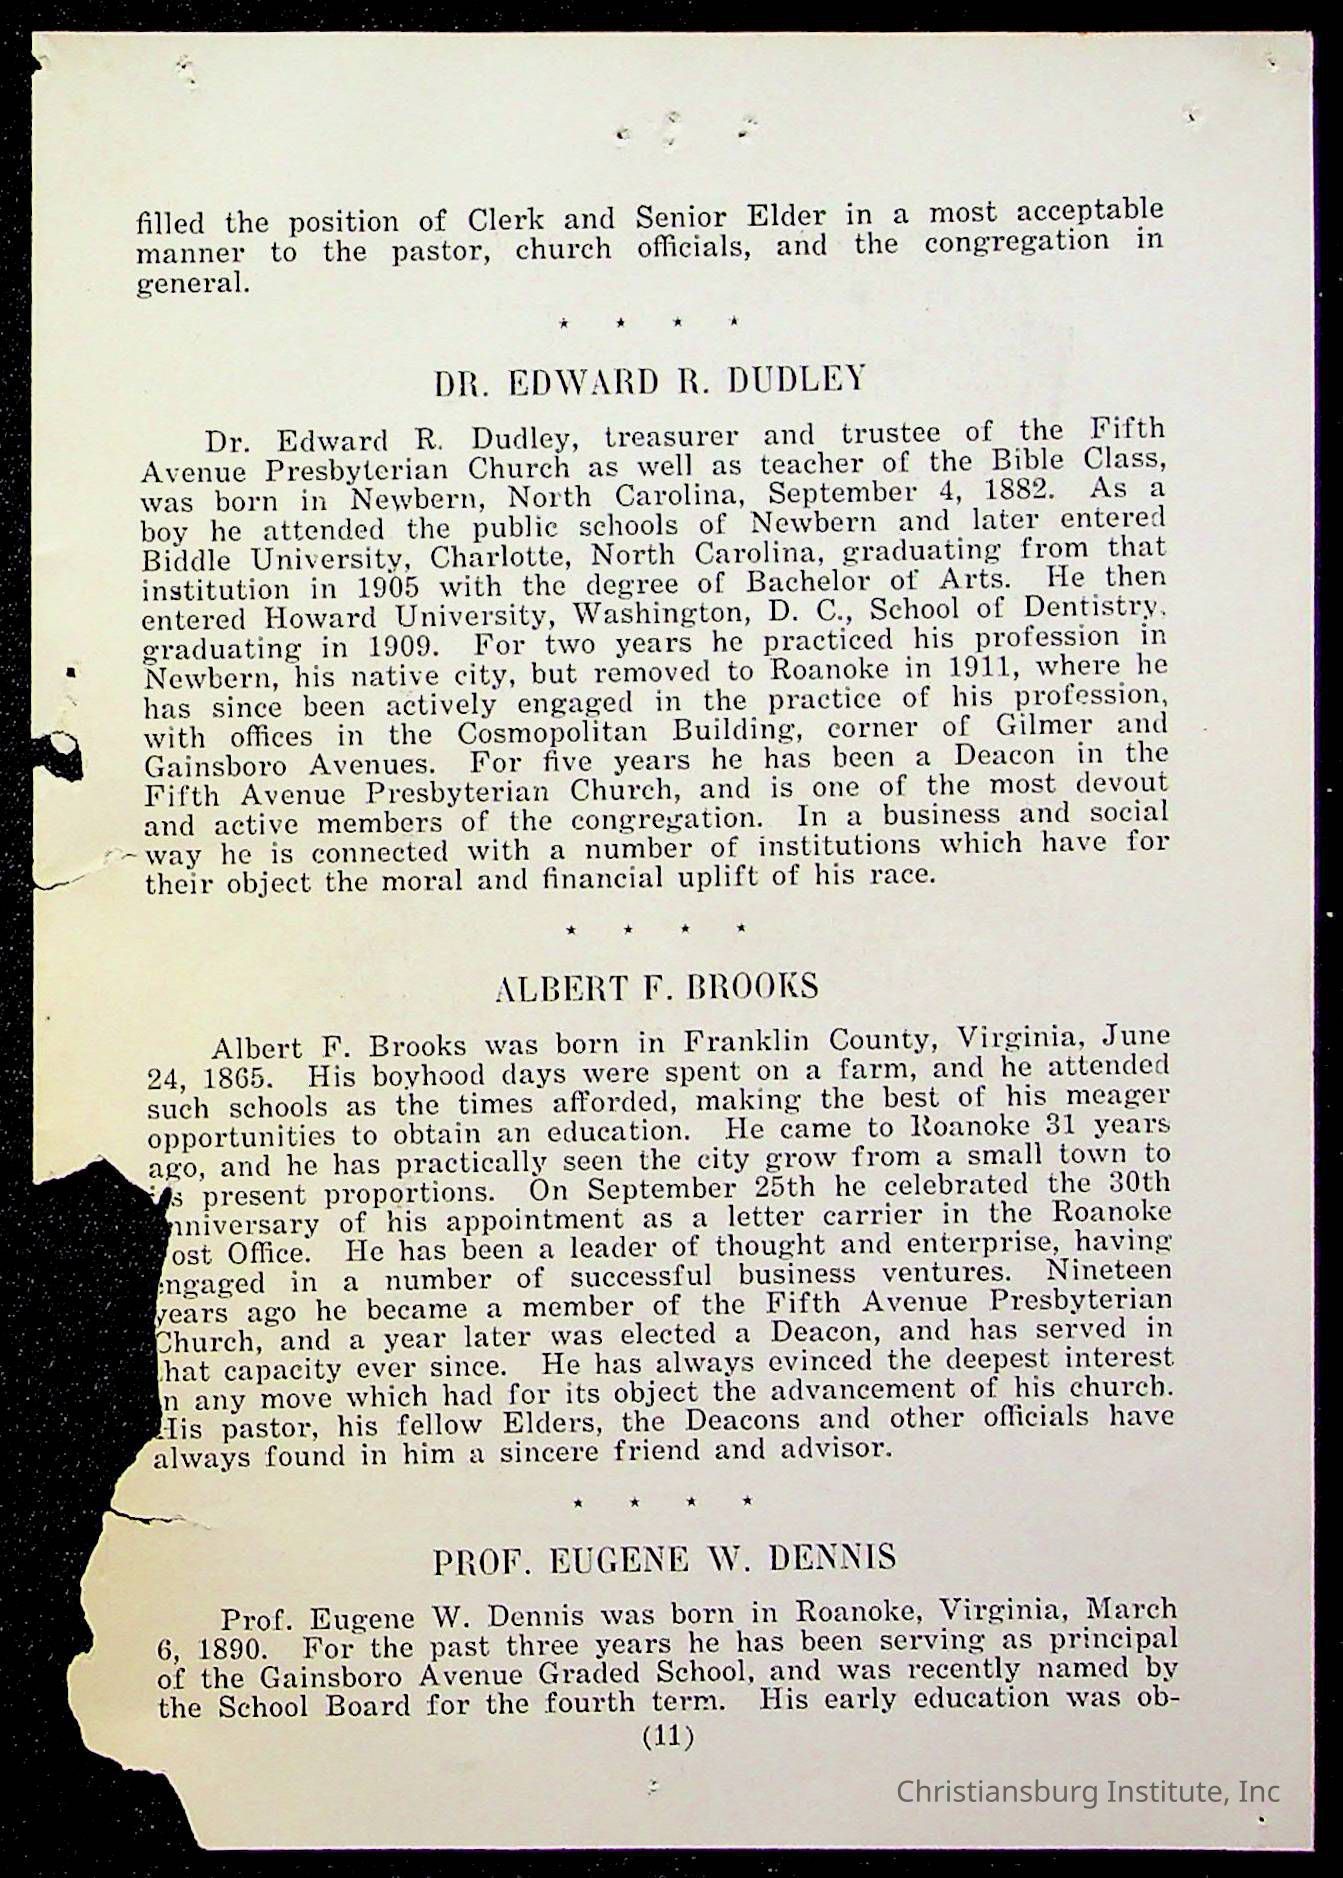 filled the position of Clerk and Senior Elder in a most acceptable
manner to the pastor, church officials, and the congregation in
general.
* * * *
DR. EDWARD R. DUDLEY
Dr. Edward R. Dudley, treasurer and trustee of the Fifth
Avenue Presbyterian Church as well as teacher of the Bible Class,
was born in Newbern, North Carolina, September 4, 1882. As a
boy he attended the public schools of Newbern and later entered
Biddle University, Charlotte, North Carolina, graduating from that
institution in 1905 with the degree of Bachelor of Arts. He then
entered Howard University, Washington, D. C., School of Dentistry,
graduating in 1909. For two years he practiced his profession in
Newbern, his native city, but removed to Roanoke in 1911, where he
has since been actively engaged in the practice of his profession,
with offices in the Cosmopolitan Building, corner of Gilmer and
Gainsboro Avenues. For five years he has been a Deacon in the
Fifth Avenue Presbyterian Church, and is one of the most devout
and active members of the congregation. In a business and social
way he is connected with a number of institutions which have for
their object the moral and financial uplift of his race.
* * * *
ALBERT F. BROOKS
Albert F. Brooks was born in Franklin County, Virginia, June
24, 1865. His boyhood days were spent on a farm, and he attended
such schools as the times afforded, making the best of his meager
opportunities to obtain an education. He came to Roanoke 31 years
ago, and he has practically seen the city grow from a small town to
its present proportions. On September 25th he celebrated the 30th
nniversary of his appointment as a letter carrier in the Roanoke
ost Office. He has been a leader of thought and enterprise, having
engaged in a number of successful business ventures. Nineteen
years ago he became a member of the Fifth Avenue Presbyterian
Church, and a year later was elected a Deacon, and has served in
hat capacity ever since. He has always evinced the deepest interest
n any move which had for its object the advancement of his church.
His pastor, his fellow Elders, the Deacons and other officials have
always found in him a sincere friend and advisor.
* * * *
PROF. EUGENE W. DENNIS
Prof. Eugene W. Dennis was born in Roanoke, Virginia, March
6, 1890. For the past three years he has been serving as principal
of the Gainsboro Avenue Graded School, and was recently named by
the School Board for the fourth term. His early education was ob-
(11)
Christiansburg Institute, Inc